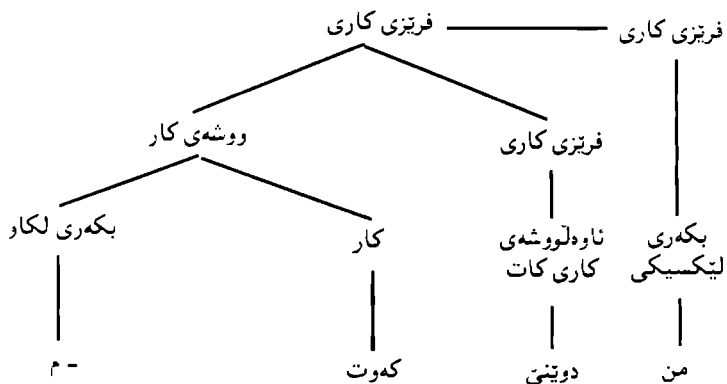 فرێزی کاری فرێزی کاری
فرێزی کاری ووشەی کار
بکەری لێکسیکی ئاوەڵووشەی کاری کات کار بکەری لکاو
من دوێنێ کەوت - م